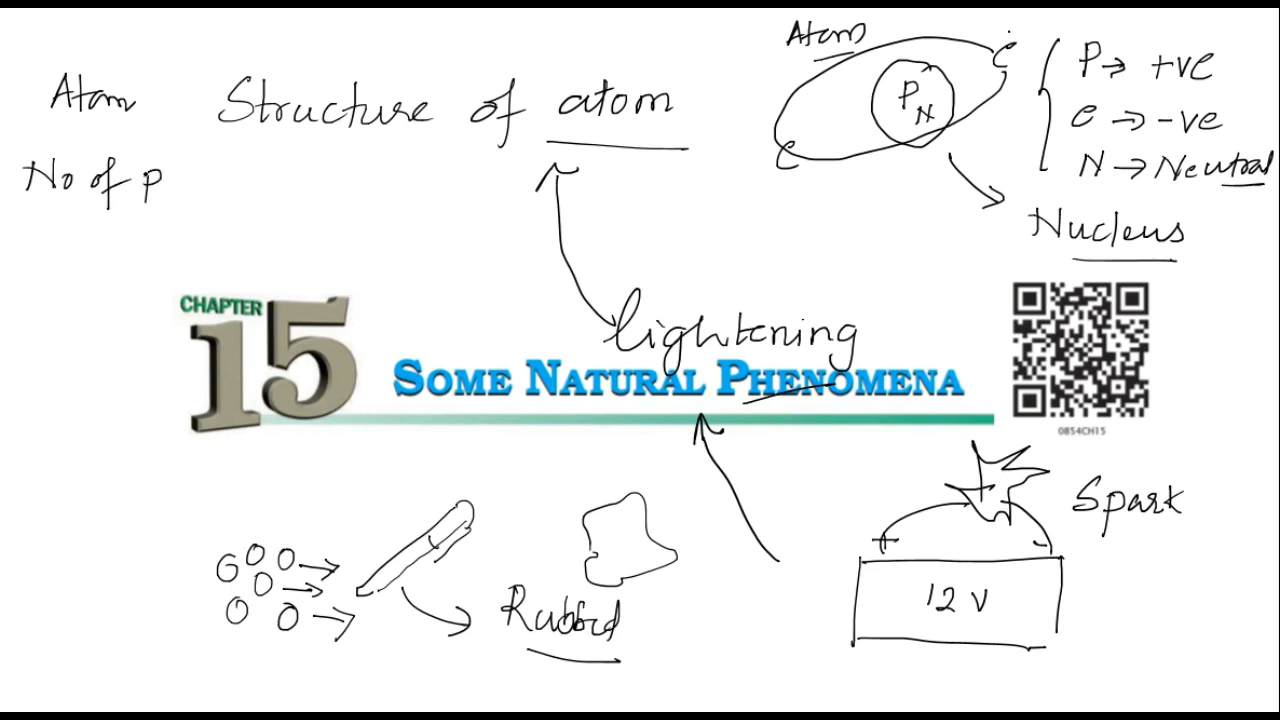 Atom
Structure of atom
No of p
Atom
e
P
N
e
P → +ve
e → -ve
N → Neutral
Nucleus
lightening
CHAPTER
15
SOME NATURAL PHENOMENA
0854CH15
Spark
+ -
12 V
Rubbed